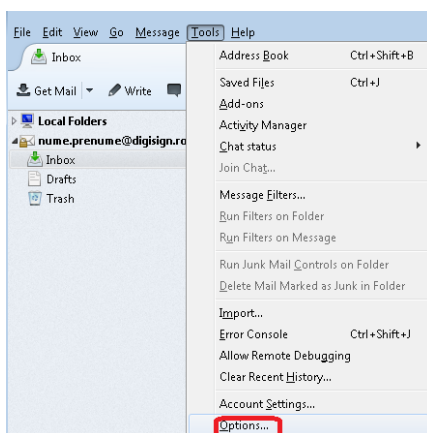 File Edit View Go Message Tools Help
Inbox
Get Mail Write
Local Folders
nume.prenume@digisign.ro
Inbox
Drafts
Trash
Address Book Ctrl+Shift+B
Saved Files Ctrl+J
Add-ons
Activity Manager
Chat status
Join Chat...
Message Filters...
Run Filters on Folder
Run Filters on Message
Run Junk Mail Controls on Folder
Delete Mail Marked as Junk in Folder
Import...
Error Console Ctrl+Shift+J
Allow Remote Debugging
Clear Recent History...
Account Settings...
Options...